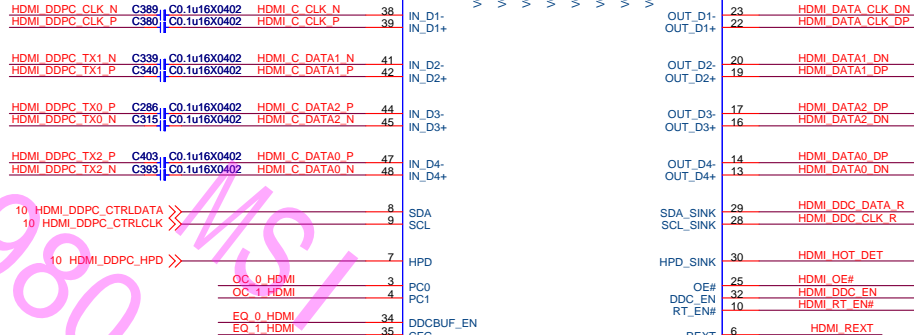 HDMI_DDPC_CLK_N C389 C0.1u16X0402 HDMI_C_CLK_N 38 IN_D1- OUT_D1- 23 HDMI_DATA_CLK_DN
HDMI_DDPC_CLK_P C380 C0.1u16X0402 HDMI_C_CLK_P 39 IN_D1+ OUT_D1+ 22 HDMI_DATA_CLK_DP
HDMI_DDPC_TX1_N C339 C0.1u16X0402 HDMI_C_DATA1_N 41 IN_D2- OUT_D2- 20 HDMI_DATA1_DN
HDMI_DDPC_TX1_P C340 C0.1u16X0402 HDMI_C_DATA1_P 42 IN_D2+ OUT_D2+ 19 HDMI_DATA1_DP
HDMI_DDPC_TX0_P C286 C0.1u16X0402 HDMI_C_DATA2_P 44 IN_D3- OUT_D3- 17 HDMI_DATA2_DP
HDMI_DDPC_TX0_N C315 C0.1u16X0402 HDMI_C_DATA2_N 45 IN_D3+ OUT_D3+ 16 HDMI_DATA2_DN
HDMI_DDPC_TX2_P C403 C0.1u16X0402 HDMI_C_DATA0_P 47 IN_D4- OUT_D4- 14 HDMI_DATA0_DP
HDMI_DDPC_TX2_N C393 C0.1u16X0402 HDMI_C_DATA0_N 48 IN_D4+ OUT_D4+ 13 HDMI_DATA0_DN
10 HDMI_DDPC_CTRLDATA 8 SDA SDA_SINK 29 HDMI_DDC_DATA_R
10 HDMI_DDPC_CTRLCLK 9 SCL SCL_SINK 28 HDMI_DDC_CLK_R
10 HDMI_DDPC_HPD 7 HPD HPD_SINK 30 HDMI_HOT_DET
OC_0_HDMI 3 PC0 OE# 25 HDMI_OE#
OC_1_HDMI 4 PC1 DDC_EN 32 HDMI_DDC_EN
RT_EN# 10 HDMI_RT_EN#
EQ_0_HDMI 34 DDCBUF_EN
EQ_1_HDMI 35 CFG REXT 6 HDMI_REXT
MSI
980